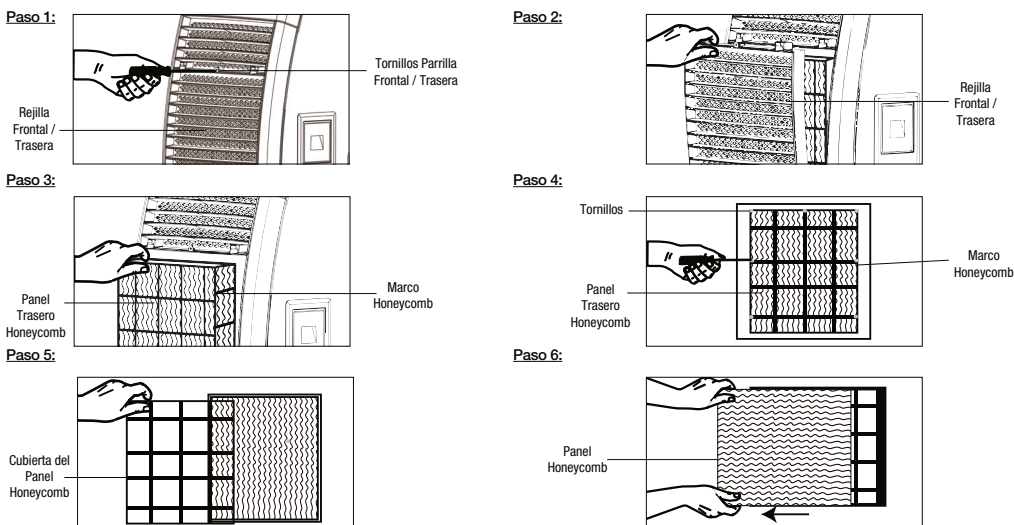 Paso 1:
Tornillos Parrilla
Frontal / Trasera
Rejilla
Frontal /
Trasera
Paso 2:
Rejilla
Frontal /
Trasera
Paso 3:
Panel
Trasero
Honeycomb
Marco
Honeycomb
Paso 4:
Tornillos
Panel
Trasero
Honeycomb
Marco
Honeycomb
Paso 5:
Cubierta del
Panel
Honeycomb
Paso 6:
Panel
Honeycomb